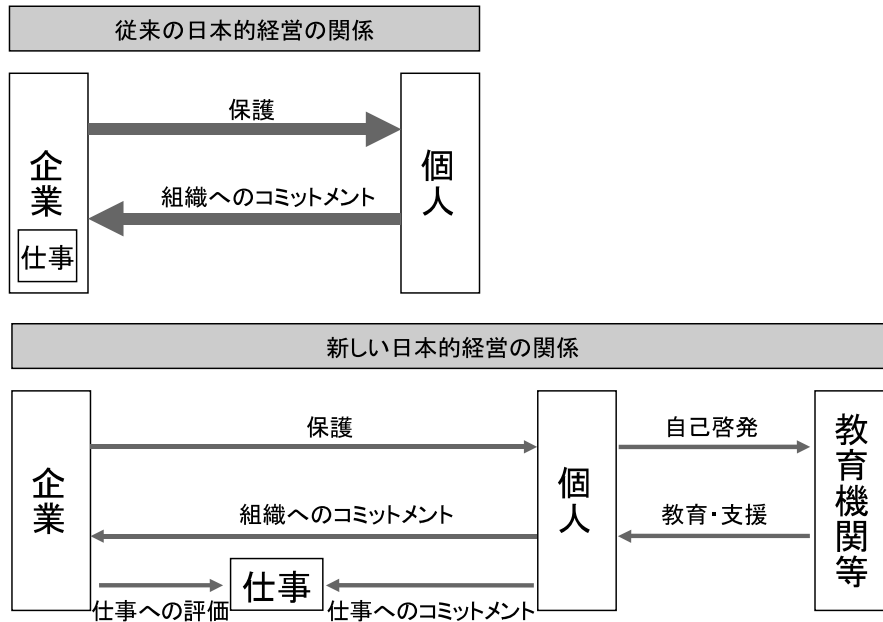 従来の日本的経営の関係
企業
仕事
保護
組織へのコミットメント
個人
新しい日本的経営の関係
企業
保護
組織へのコミットメント
仕事への評価
仕事
仕事へのコミットメント
個人
自己啓発
教育・支援
教育機関等